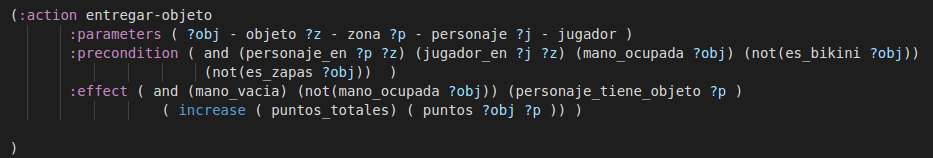 (:action entregar-objeto
:parameters ( ?obj - objeto ?z - zona ?p - personaje ?j - jugador )
:precondition ( and (personaje_en ?p ?z) (jugador_en ?j ?z) (mano_ocupada ?obj) (not(es_bikini ?obj))
(not(es_zapas ?obj))  )
:effect ( and (mano_vacia) (not(mano_ocupada ?obj)) (personaje_tiene_objeto ?p )
( increase ( puntos_totales) ( puntos ?obj ?p )) )
)